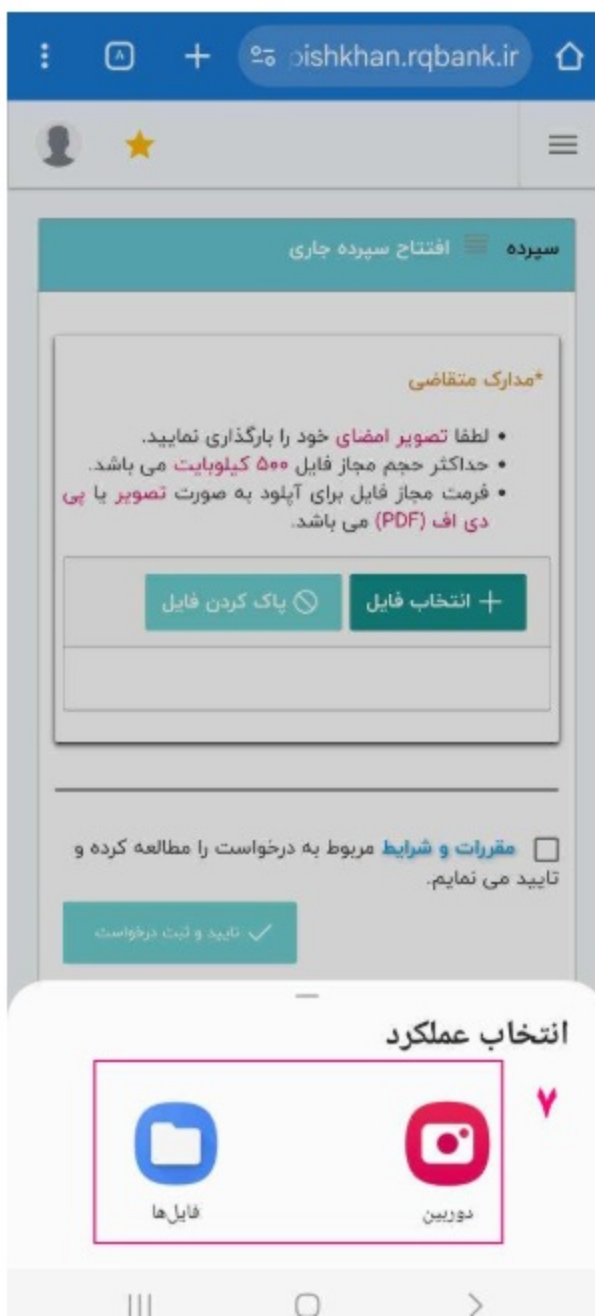 pishkhan.rqbank.ir
سپرده افتتاح سپرده جاری
*مدارک متقاضی
• لطفا تصویر امضای خود را بارگذاری نمایید.
• حداکثر حجم مجاز فایل ۵۰۰ کیلوبایت می باشد.
• فرمت مجاز فایل برای آپلود به صورت تصویر یا پی
دی اف (PDF) می باشد.
+ انتخاب فایل پاک کردن فایل
مقررات و شرایط مربوط به درخواست را مطالعه کرده و
تایید می نمایم.
تایید و ثبت درخواست
انتخاب عملکرد
۷
دوربین فایل‌ها